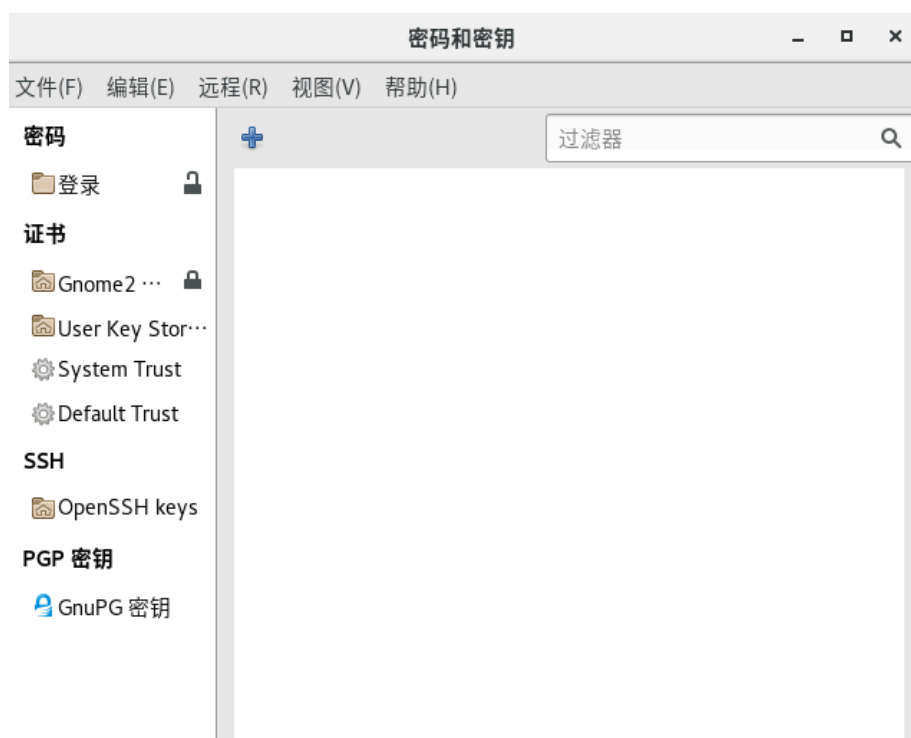 密码和密钥
文件(F) 编辑(E) 远程(R) 视图(V) 帮助(H)
密码
过滤器
登录
证书
Gnome2 ···
User Key Stor···
System Trust
Default Trust
SSH
OpenSSH keys
PGP 密钥
GnuPG 密钥